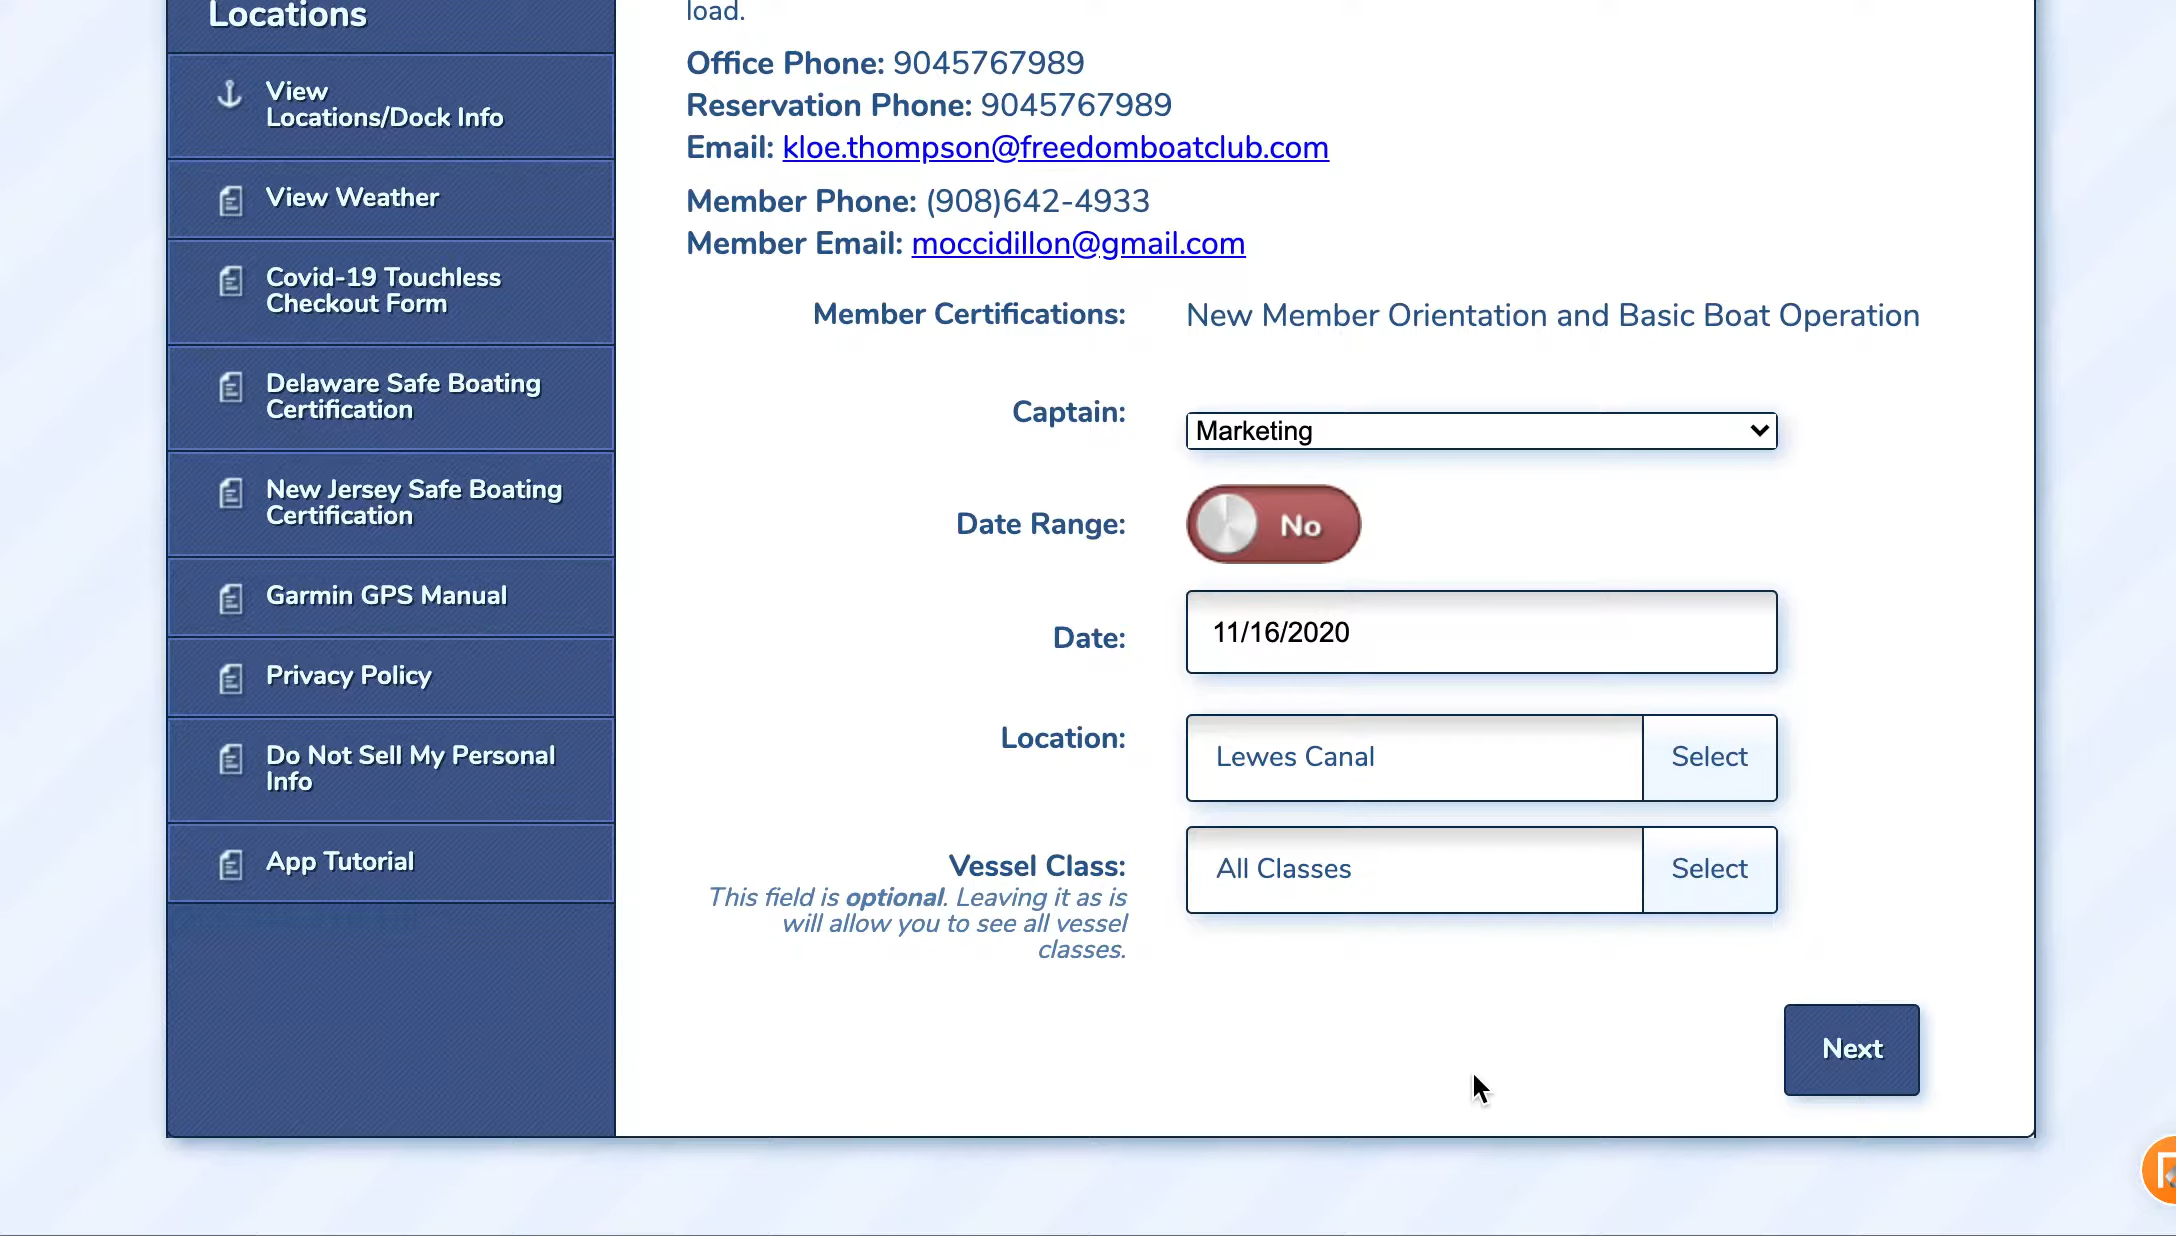 Locations
View
Locations/Dock Info
View Weather
Covid-19 Touchless
Checkout Form
Delaware Safe Boating
Certification
New Jersey Safe Boating
Certification
Garmin GPS Manual
Privacy Policy
Do Not Sell My Personal
Info
App Tutorial
load.
Office Phone: 9045767989
Reservation Phone: 9045767989
Email: kloe.thompson@freedomboatclub.com
Member Phone: (908)642-4933
Member Email: moccidillon@gmail.com
Member Certifications: New Member Orientation and Basic Boat Operation
Captain: Marketing
Date Range: No
Date: 11/16/2020
Location: Lewes Canal Select
Vessel Class: All Classes Select
This field is optional. Leaving it as is
will allow you to see all vessel
classes.
Next